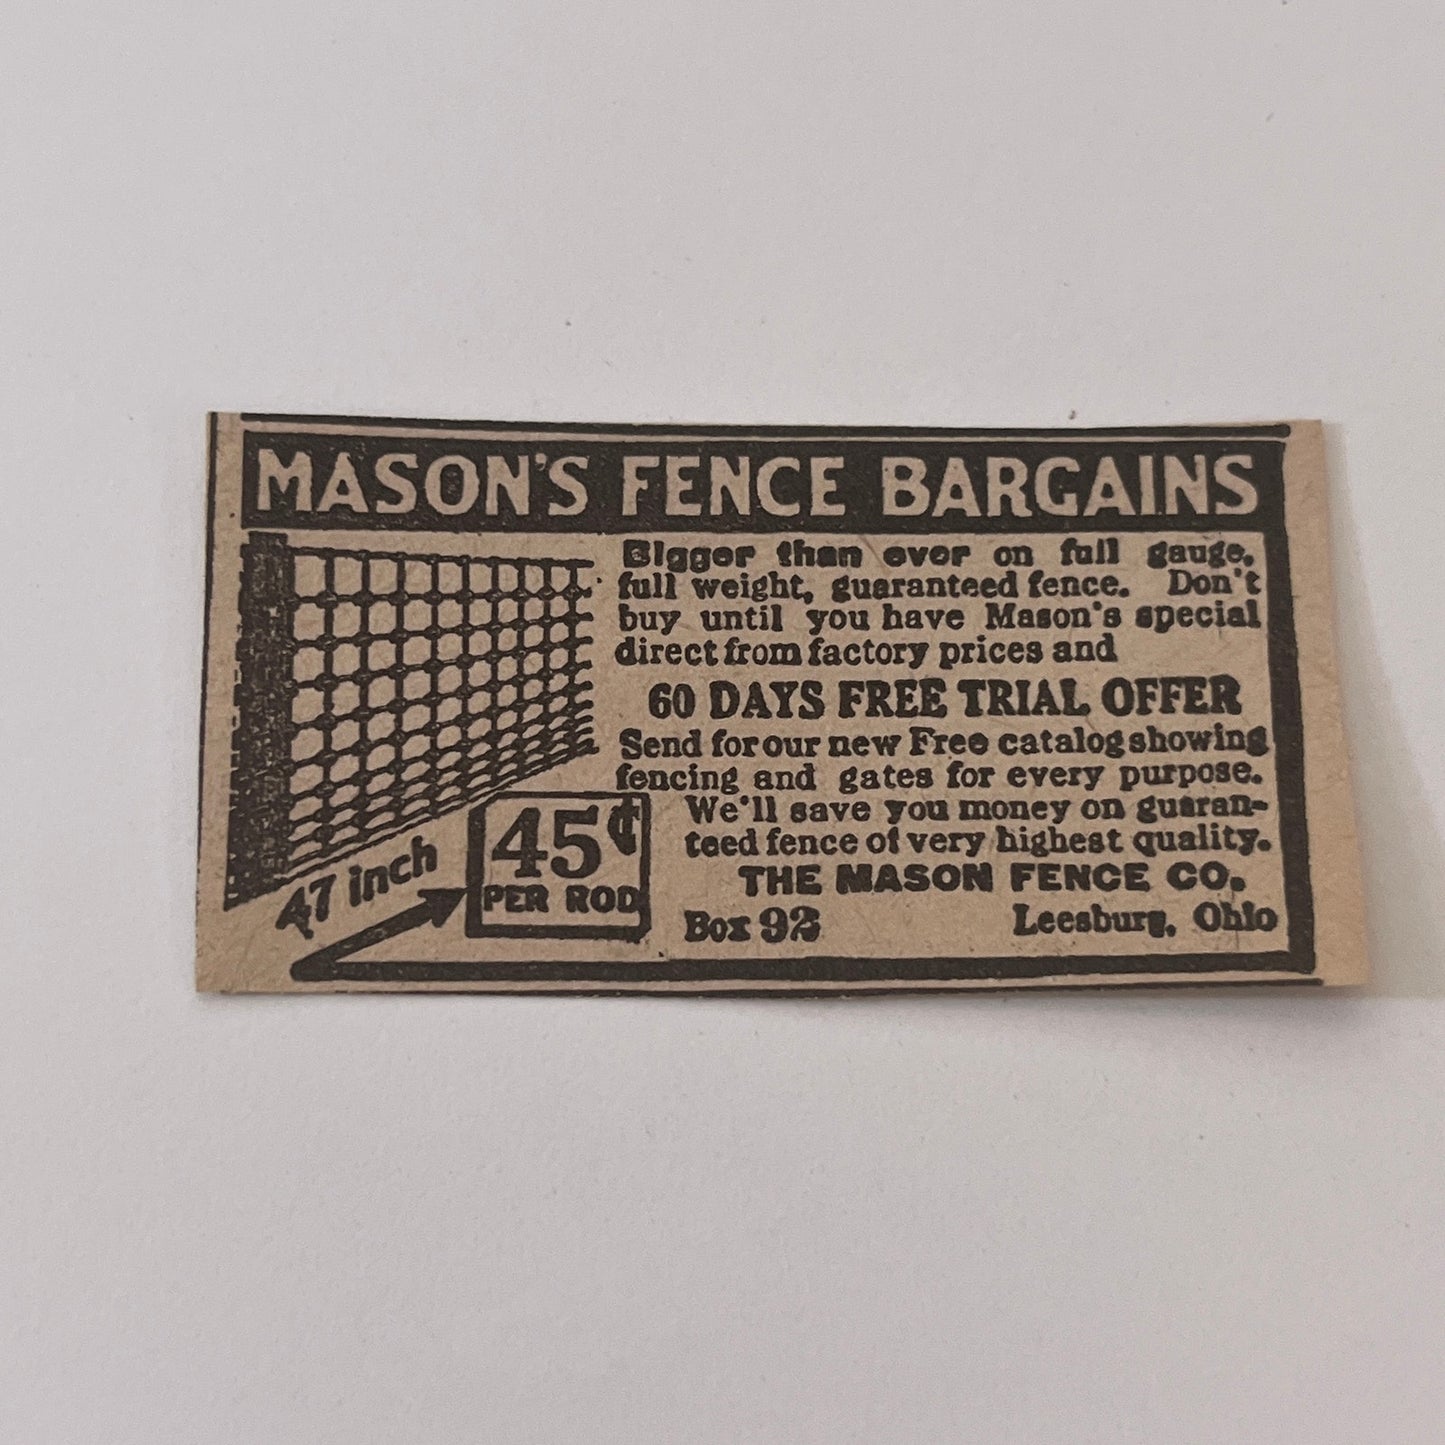 MASON'S FENCE BARGAINS
Bigger than ever on full gauge,
full weight, guaranteed fence. Don't
buy until you have Mason's special
direct from factory prices and
60 DAYS FREE TRIAL OFFER
Send for our new Free catalog showing
fencing and gates for every purpose.
We'll save you money on guaran-
teed fence of very highest quality.
THE MASON FENCE CO.
Box 92 Leesburg, Ohio
47 inch
45¢
PER ROD